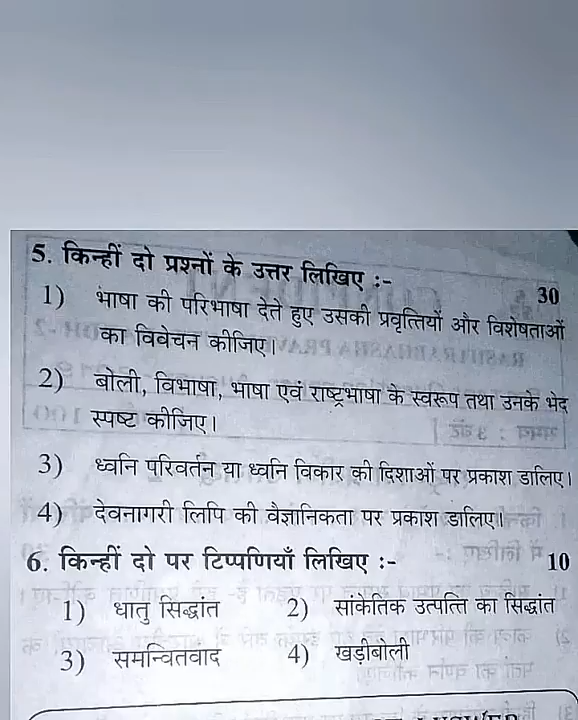 5. किन्हीं दो प्रश्नों के उत्तर लिखिए :-
30
1) भाषा की परिभाषा देते हुए उसकी प्रवृत्तियों और विशेषताओं
का विवेचन कीजिए।
2) बोली, विभाषा, भाषा एवं राष्ट्रभाषा के स्वरूप तथा उनके भेद
स्पष्ट कीजिए।
3) ध्वनि परिवर्तन या ध्वनि विकार की दिशाओं पर प्रकाश डालिए।
4) देवनागरी लिपि की वैज्ञानिकता पर प्रकाश डालिए।
6. किन्हीं दो पर टिप्पणियाँ लिखिए :- 10
1) धातु सिद्धांत 2) सांकेतिक उत्पत्ति का सिद्धांत
3) समन्वितवाद 4) खड़ीबोली